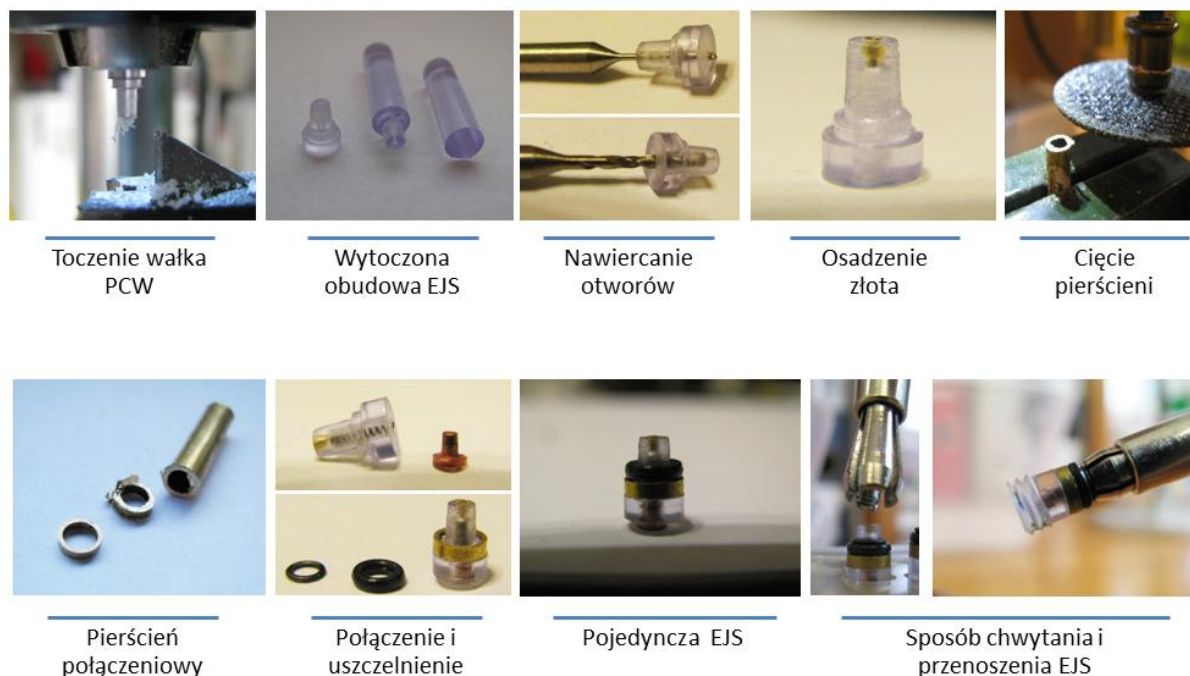 Toczenie wałka
PCW
Wytoczona
obudowa EJS
Nawiercanie
otworów
Osadzenie
złota
Cięcie
pierścieni
Pierścień
połączeniowy
Połączenie i
uszczelnienie
Pojedyncza EJS
Sposób chwytania i
przenoszenia EJS